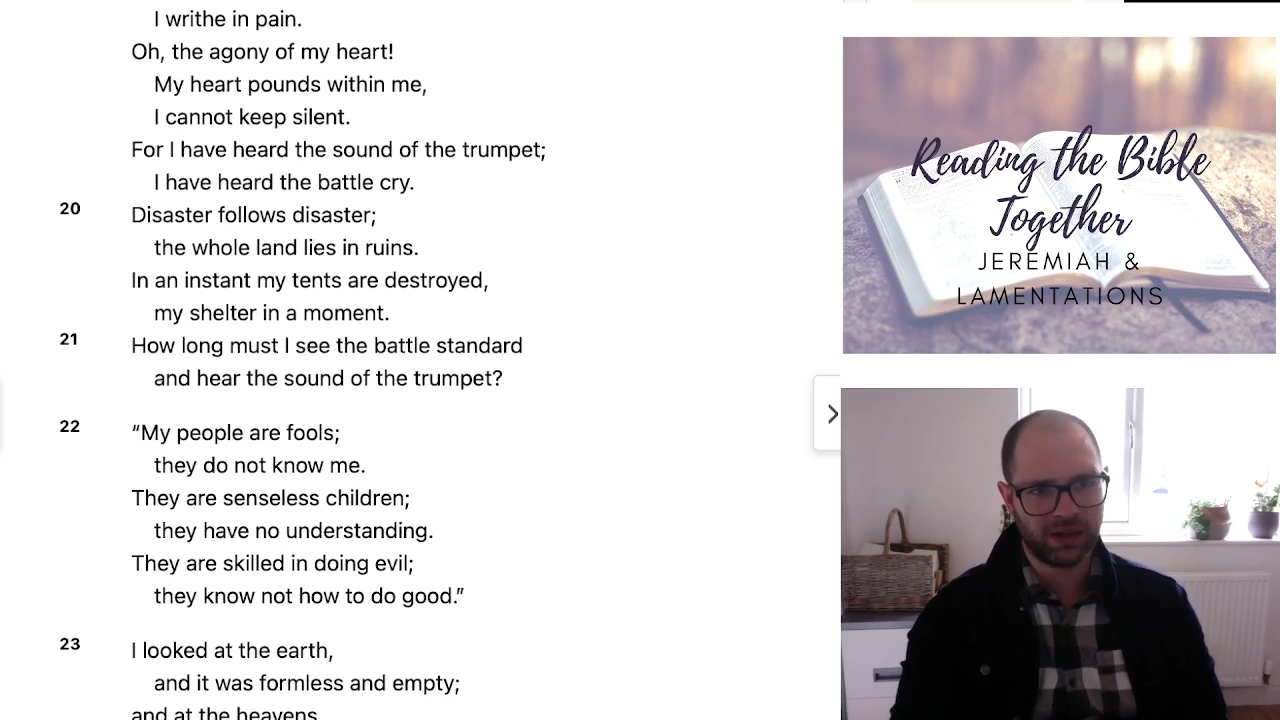 I writhe in pain.
Oh, the agony of my heart!
My heart pounds within me,
I cannot keep silent.
For I have heard the sound of the trumpet;
I have heard the battle cry.
20 Disaster follows disaster;
the whole land lies in ruins.
In an instant my tents are destroyed,
my shelter in a moment.
21 How long must I see the battle standard
and hear the sound of the trumpet?
22 “My people are fools;
they do not know me.
They are senseless children;
they have no understanding.
They are skilled in doing evil;
they know not how to do good.”
23 I looked at the earth,
and it was formless and empty;
and at the heavens
Reading the Bible
Together
JEREMIAH &
LAMENTATIONS